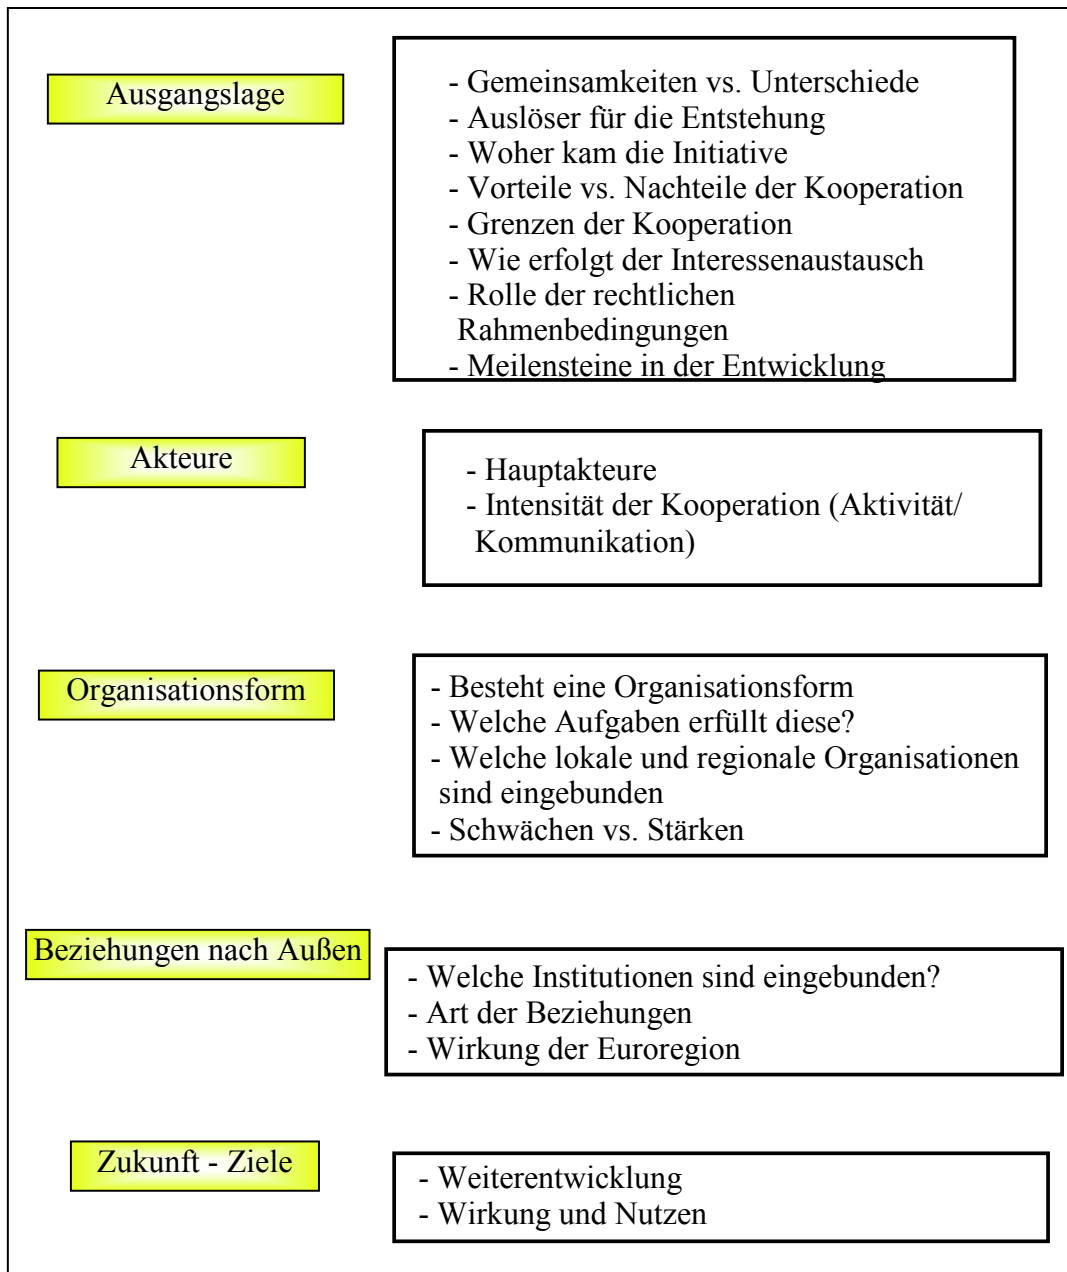 Ausgangslage
- Gemeinsamkeiten vs. Unterschiede
- Auslöser für die Entstehung
- Woher kam die Initiative
- Vorteile vs. Nachteile der Kooperation
- Grenzen der Kooperation
- Wie erfolgt der Interessenaustausch
- Rolle der rechtlichen
Rahmenbedingungen
- Meilensteine in der Entwicklung
Akteure
- Hauptakteure
- Intensität der Kooperation (Aktivität/
Kommunikation)
Organisationsform
- Besteht eine Organisationsform
- Welche Aufgaben erfüllt diese?
- Welche lokale und regionale Organisationen
sind eingebunden
- Schwächen vs. Stärken
Beziehungen nach Außen
- Welche Institutionen sind eingebunden?
- Art der Beziehungen
- Wirkung der Euroregion
Zukunft - Ziele
- Weiterentwicklung
- Wirkung und Nutzen